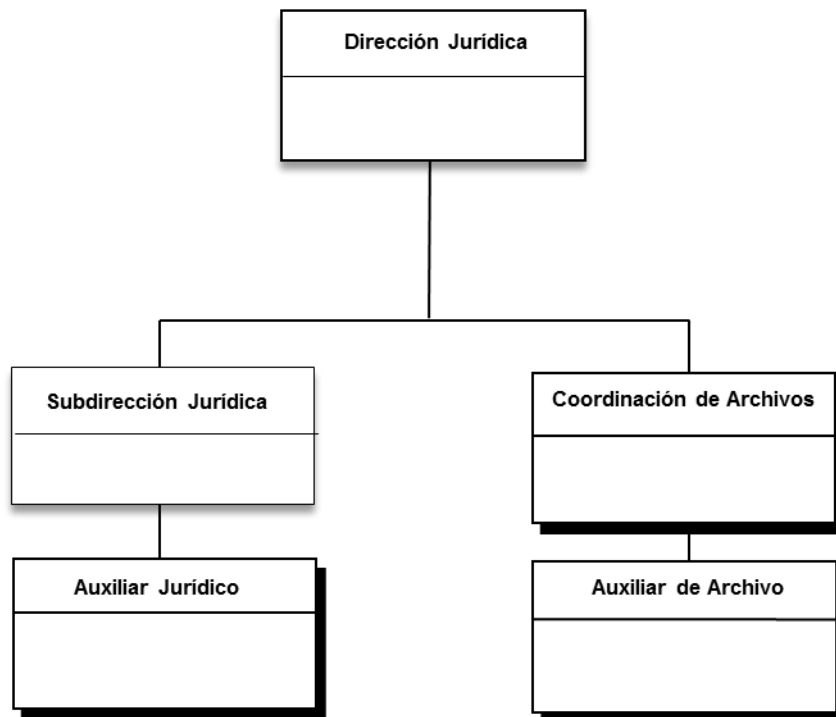 Dirección Jurídica
Subdirección Jurídica
Coordinación de Archivos
Auxiliar Jurídico
Auxiliar de Archivo